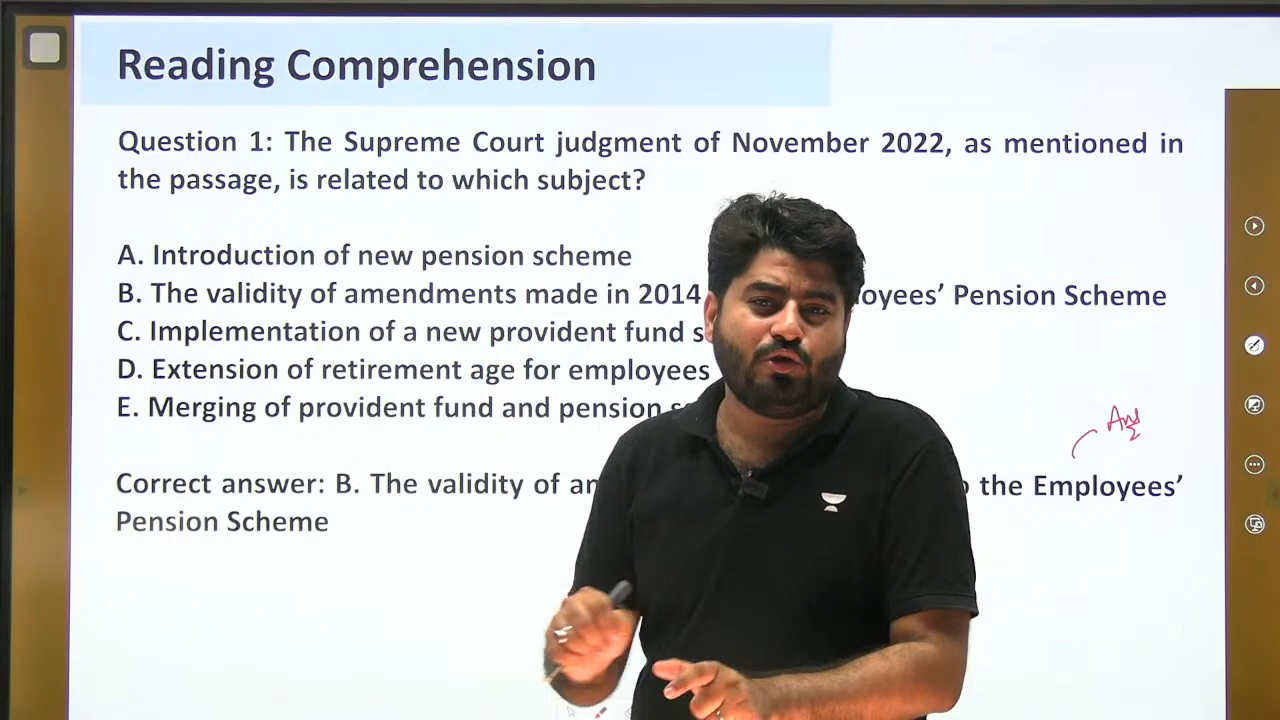 Reading Comprehension
Question 1: The Supreme Court judgment of November 2022, as mentioned in
the passage, is related to which subject?
A. Introduction of new pension scheme
B. The validity of amendments made in 2014 Pension Scheme
C. Implementation of a new provident fund
D. Extension of retirement age for employees
E. Merging of provident fund and pension
Ans
Correct answer: B. The validity of the Employees’
Pension Scheme